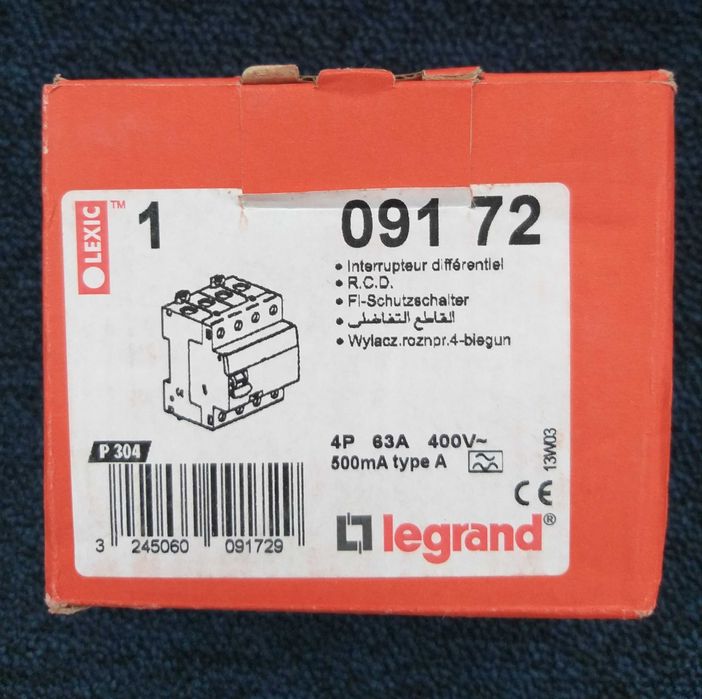 LEXIC™
1
091 72
• Interrupteur différentiel
• R.C.D.
• FI-Schutzschalter
• القاطع التفاضلي
• Wylacz.roznpr.4-biegun
P 304
4P 63A 400V~
500mA type A
13W03
CE
legrand®
3 245060 091729